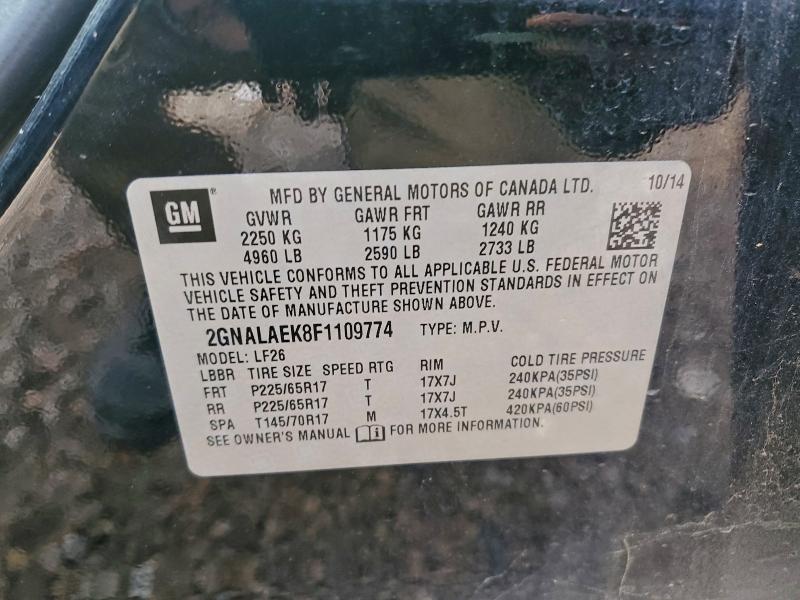 GM
MFD BY GENERAL MOTORS OF CANADA LTD. 10/14
GVWR GAWR FRT GAWR RR
2250 KG 1175 KG 1240 KG
4960 LB 2590 LB 2733 LB
THIS VEHICLE CONFORMS TO ALL APPLICABLE U.S. FEDERAL MOTOR
VEHICLE SAFETY AND THEFT PREVENTION STANDARDS IN EFFECT ON
THE DATE OF MANUFACTURE SHOWN ABOVE.
2GNALAEK8F1109774 TYPE: M.P.V.
MODEL: LF26
LBBR TIRE SIZE SPEED RTG RIM COLD TIRE PRESSURE
FRT P225/65R17 T 17X7J 240KPA(35PSI)
RR P225/65R17 T 17X7J 240KPA(35PSI)
SPA T145/70R17 M 17X4.5T 420KPA(60PSI)
SEE OWNER'S MANUAL FOR MORE INFORMATION.